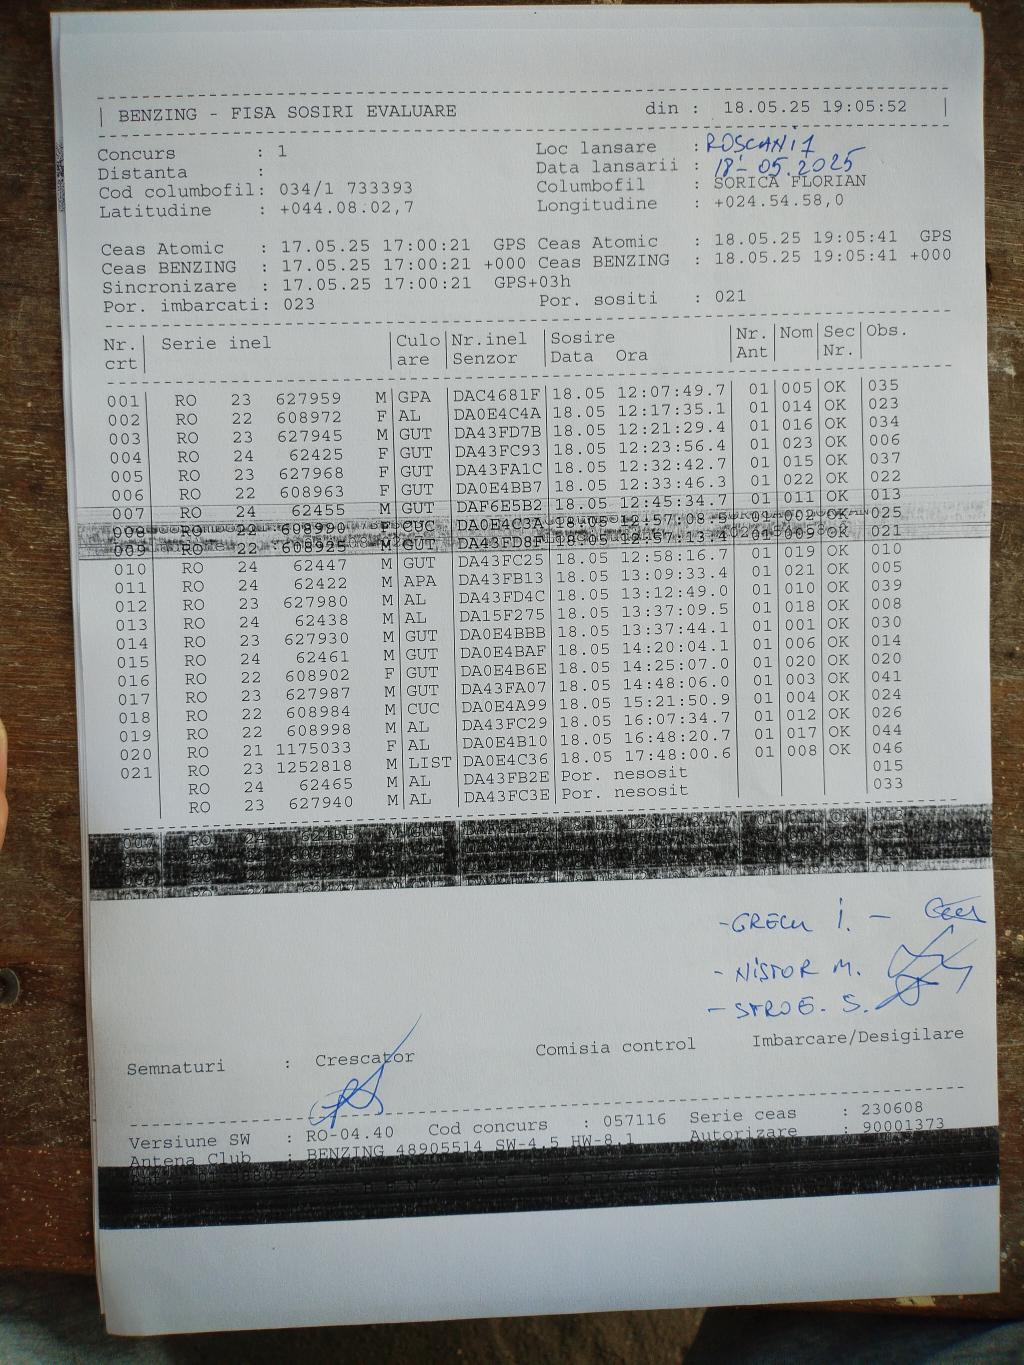 BENZING - FISA SOSIRI EVALUARE din : 18.05.25 19:05:52
Concurs : 1 Loc lansare : ROSCANI 1
Distanta : Data lansarii : 18-05.2025
Cod columbofil: 034/1 733393 Columbofil : SORICA FLORIAN
Latitudine : +044.08.02,7 Longitudine : +024.54.58,0
Ceas Atomic : 17.05.25 17:00:21 GPS Ceas Atomic : 18.05.25 19:05:41 GPS
Ceas BENZING : 17.05.25 17:00:21 +000 Ceas BENZING : 18.05.25 19:05:41 +000
Sincronizare : 17.05.25 17:00:21 GPS+03h
Por. imbarcati: 023 Por. sositi : 021
Nr. Serie inel Culo Nr.inel Sosire Nr. Nom Sec Obs.
crt are Senzor Data Ora Ant Nr.
001 RO 23 627959 M GPA DAC4681F 18.05 12:07:49.7 01 005 OK 035
002 RO 22 608972 F AL DA0E4C4A 18.05 12:17:35.1 01 014 OK 023
003 RO 23 627945 M GUT DA43FD7B 18.05 12:21:29.4 01 016 OK 034
004 RO 24 62425 F GUT DA43FC93 18.05 12:23:56.4 01 023 OK 006
005 RO 23 627968 F GUT DA43FA1C 18.05 12:32:42.7 01 015 OK 037
006 RO 22 608963 F GUT DA0E4BB7 18.05 12:33:46.3 01 022 OK 022
007 RO 24 62455 M GUT DAF6E5B2 18.05 12:45:34.7 01 011 OK 013
008 RO 22 608990 F CUC DA0E4C3A 18.05 12:57:08.5 01 002 OK 025
009 RO 22 608925 M GUT DA43FD8F 18.05 12:57:13.4 01 009 OK 021
010 RO 24 62447 M GUT DA43FC25 18.05 12:58:16.7 01 019 OK 010
011 RO 24 62422 M APA DA43FB13 18.05 13:09:33.4 01 021 OK 005
012 RO 23 627980 M AL DA43FD4C 18.05 13:12:49.0 01 010 OK 039
013 RO 24 62438 M AL DA15F275 18.05 13:37:09.5 01 018 OK 008
014 RO 23 627930 M GUT DA0E4BBB 18.05 13:37:44.1 01 001 OK 030
015 RO 24 62461 M GUT DA0E4BAF 18.05 14:20:04.1 01 006 OK 014
016 RO 22 608902 F GUT DA0E4B6E 18.05 14:25:07.0 01 020 OK 020
017 RO 23 627987 M GUT DA43FA07 18.05 14:48:06.0 01 003 OK 041
018 RO 22 608984 M CUC DA0E4A99 18.05 15:21:50.9 01 004 OK 024
019 RO 22 608998 M AL DA43FC29 18.05 16:07:34.7 01 012 OK 026
020 RO 21 1175033 F AL DA0E4B10 18.05 16:48:20.7 01 017 OK 044
021 RO 23 1252818 M LIST DA0E4C36 18.05 17:48:00.6 01 008 OK 046
RO 24 62465 M AL DA43FB2E Por. nesosit 015
RO 23 627940 M AL DA43FC3E Por. nesosit 033
-GRECU I. -
- NISTOR M.
- STROE. S.
Semnaturi : Crescator Comisia control Imbarcare/Desigilare
Versiune SW : RO-04.40 Cod concurs : 057116 Serie ceas : 230608
Antena Club : BENZING 48905514 SW-4.5 HW-8.1 Autorizare : 90001373